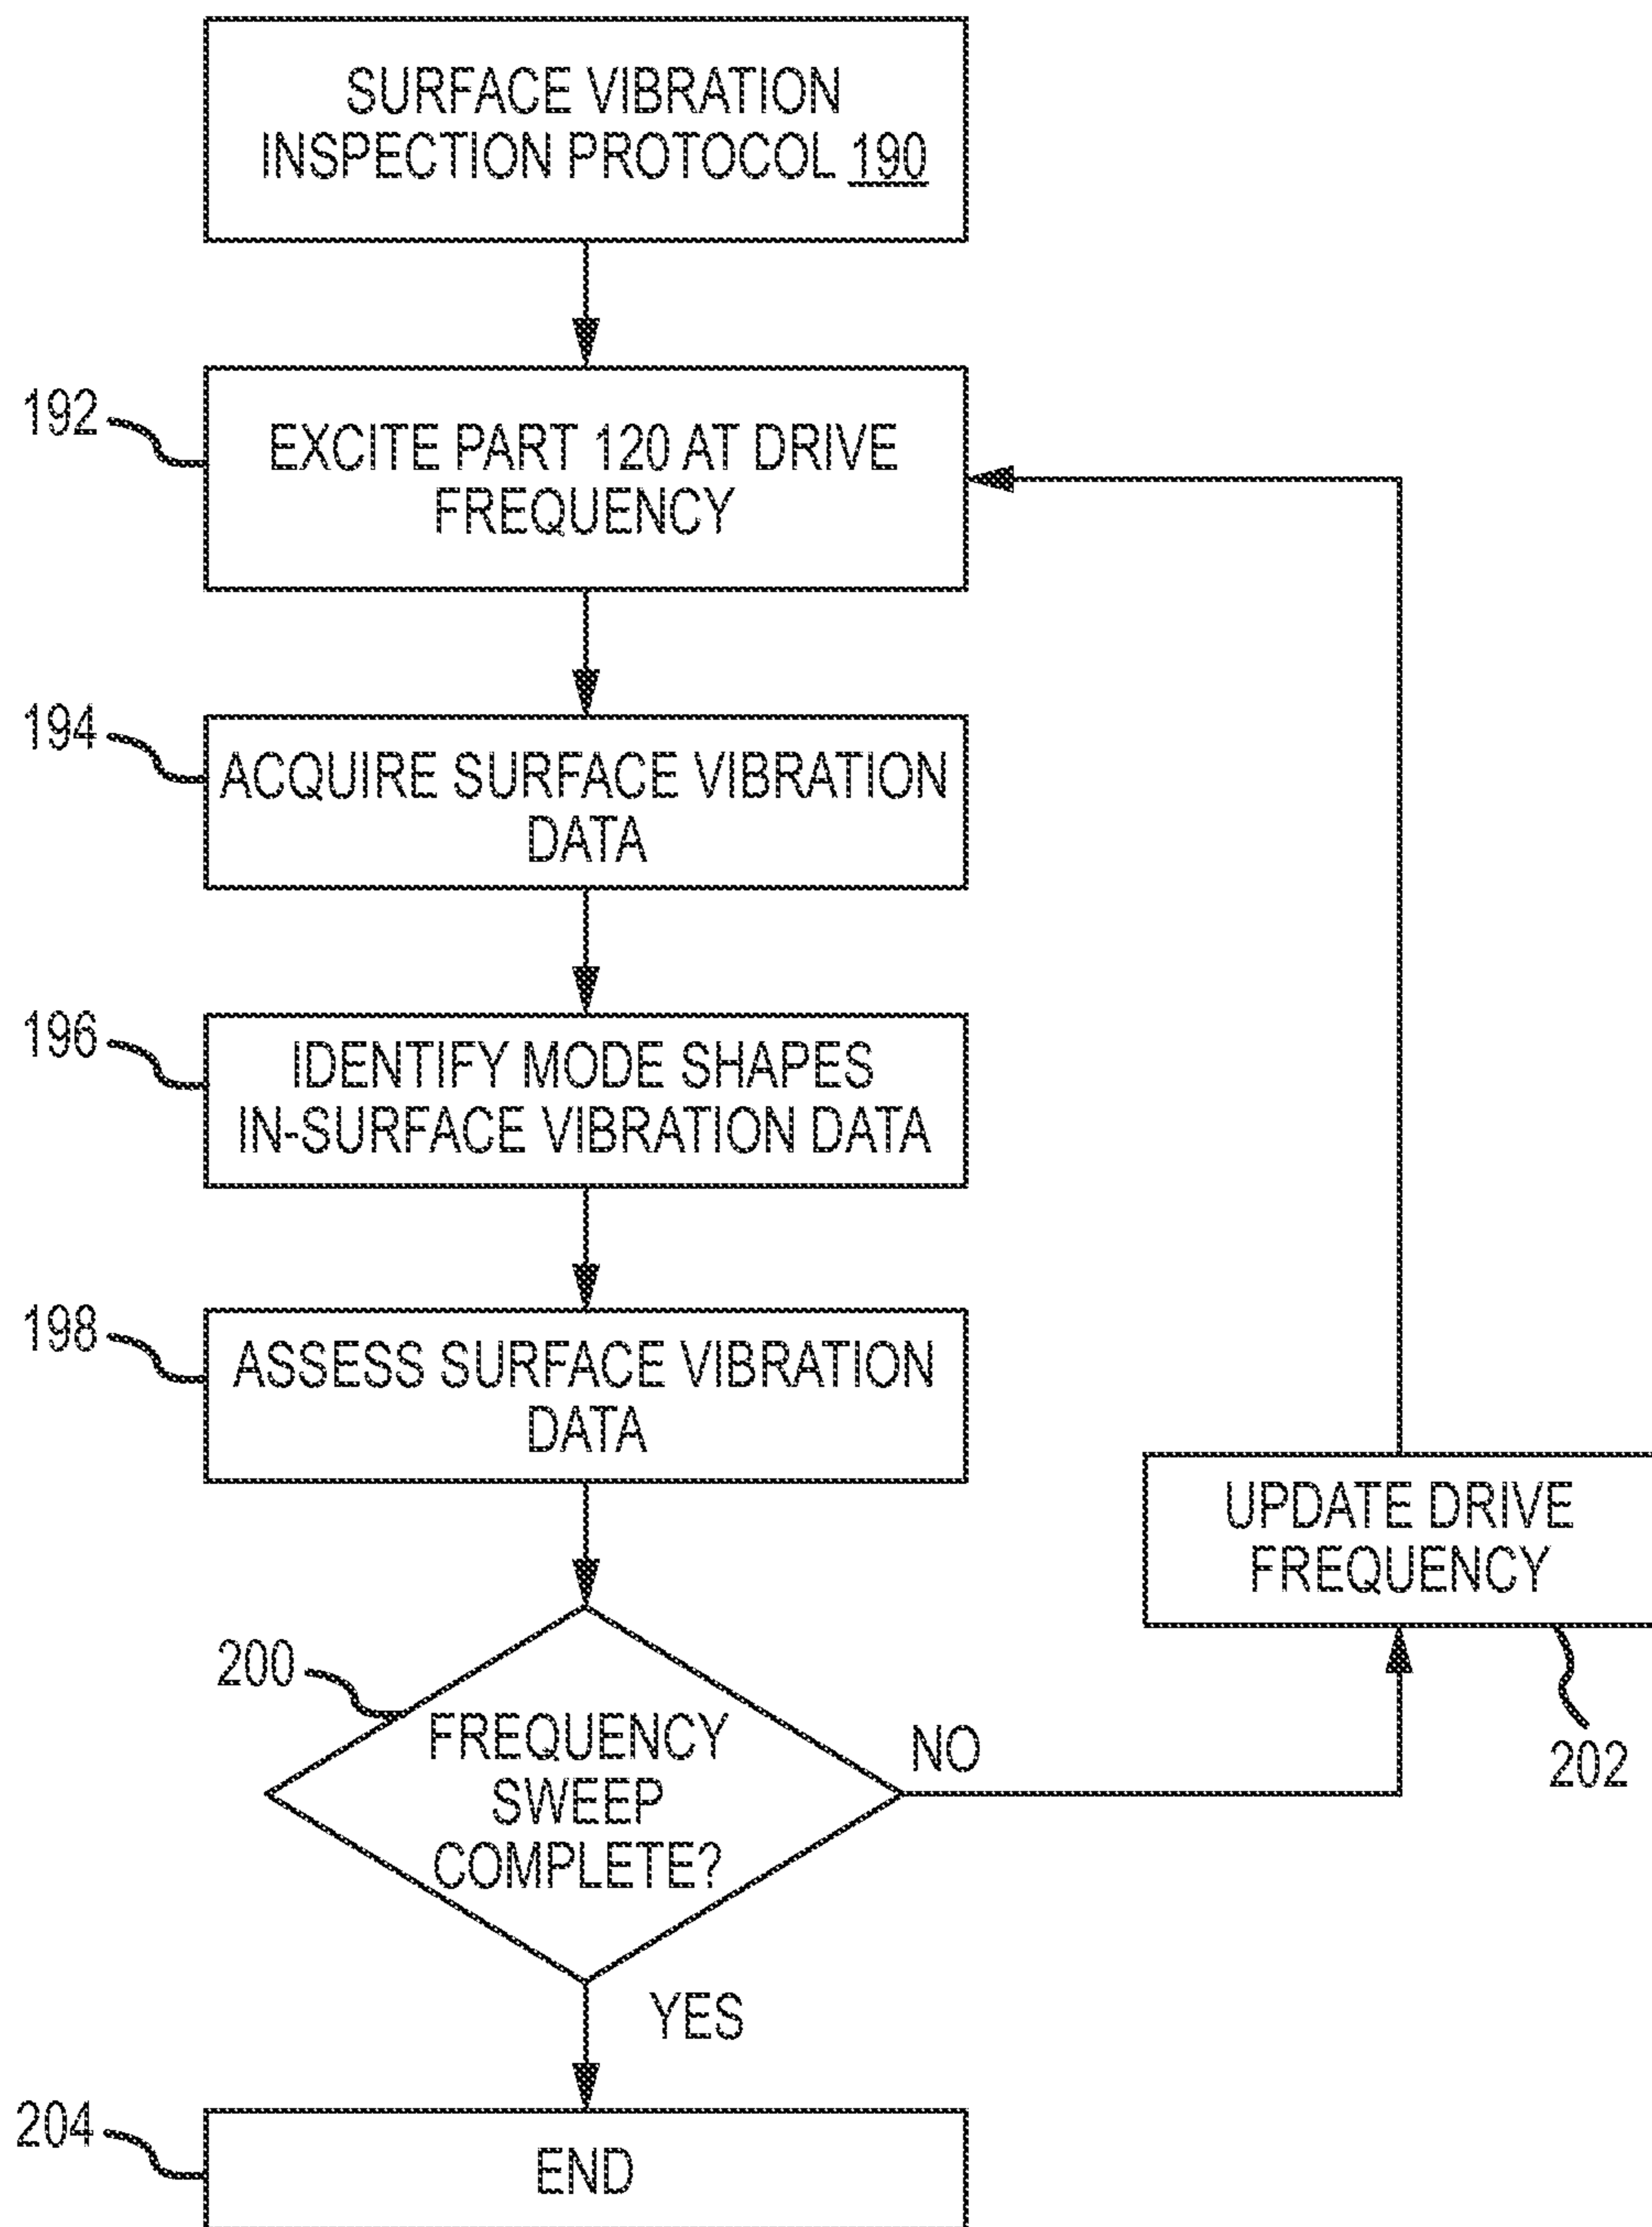 SURFACE VIBRATION
INSPECTION PROTOCOL 190
192
EXCITE PART 120 AT DRIVE
FREQUENCY
194
ACQUIRE SURFACE VIBRATION
DATA
196
IDENTIFY MODE SHAPES
IN-SURFACE VIBRATION DATA
198
ASSESS SURFACE VIBRATION
DATA
UPDATE DRIVE
FREQUENCY
202
200
FREQUENCY
SWEEP
COMPLETE?
NO
YES
204
END